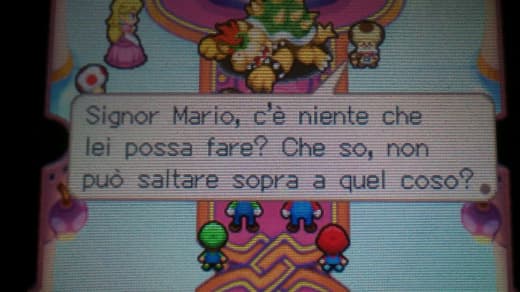 Signor Mario, c'è niente che
lei possa fare? Che so, non
può saltare sopra a quel coso?